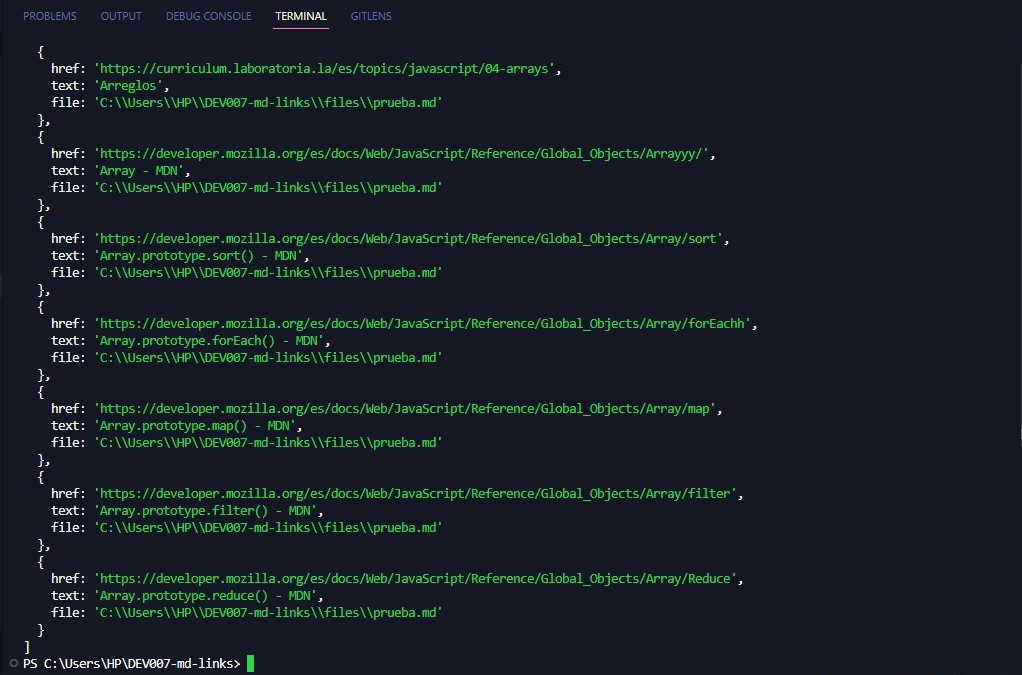 PROBLEMS OUTPUT DEBUG CONSOLE TERMINAL GITLENS
{
href: 'https://curriculum.laboratoria.la/es/topics/javascript/04-arrays',
text: 'Arreglos',
file: 'C:\\Users\\HP\\DEV007-md-links\\files\\prueba.md'
},
{
href: 'https://developer.mozilla.org/es/docs/Web/JavaScript/Reference/Global_Objects/Arrayyy/',
text: 'Array - MDN',
file: 'C:\\Users\\HP\\DEV007-md-links\\files\\prueba.md'
},
{
href: 'https://developer.mozilla.org/es/docs/Web/JavaScript/Reference/Global_Objects/Array/sort',
text: 'Array.prototype.sort() - MDN',
file: 'C:\\Users\\HP\\DEV007-md-links\\files\\prueba.md'
},
{
href: 'https://developer.mozilla.org/es/docs/Web/JavaScript/Reference/Global_Objects/Array/forEachh',
text: 'Array.prototype.forEach() - MDN',
file: 'C:\\Users\\HP\\DEV007-md-links\\files\\prueba.md'
},
{
href: 'https://developer.mozilla.org/es/docs/Web/JavaScript/Reference/Global_Objects/Array/map',
text: 'Array.prototype.map() - MDN',
file: 'C:\\Users\\HP\\DEV007-md-links\\files\\prueba.md'
},
{
href: 'https://developer.mozilla.org/es/docs/Web/JavaScript/Reference/Global_Objects/Array/filter',
text: 'Array.prototype.filter() - MDN',
file: 'C:\\Users\\HP\\DEV007-md-links\\files\\prueba.md'
},
{
href: 'https://developer.mozilla.org/es/docs/Web/JavaScript/Reference/Global_Objects/Array/Reduce',
text: 'Array.prototype.reduce() - MDN',
file: 'C:\\Users\\HP\\DEV007-md-links\\files\\prueba.md'
}
]
PS C:\Users\HP\DEV007-md-links>